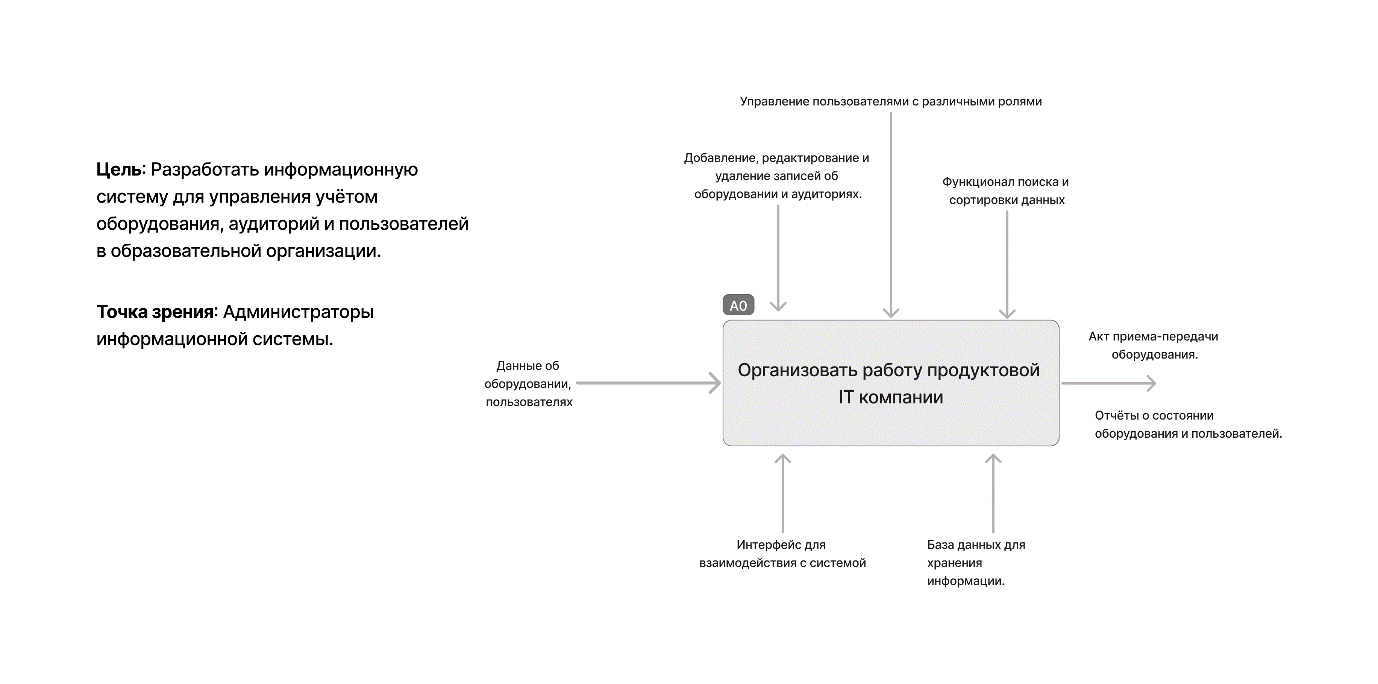 Цель: Разработать информационную
систему для управления учётом
оборудования, аудиторий и пользователей
в образовательной организации.
Точка зрения: Администраторы
информационной системы.
Управление пользователями с различными ролями
Добавление, редактирование и
удаление записей об
оборудовании и аудиториях.
Функционал поиска и
сортировки данных
A0
Данные об
оборудовании,
пользователях
Организовать работу продуктовой
IT компании
Акт приема-передачи
оборудования.
Отчёты о состоянии
оборудования и пользователей.
Интерфейс для
взаимодействия с системой
База данных для
хранения
информации.